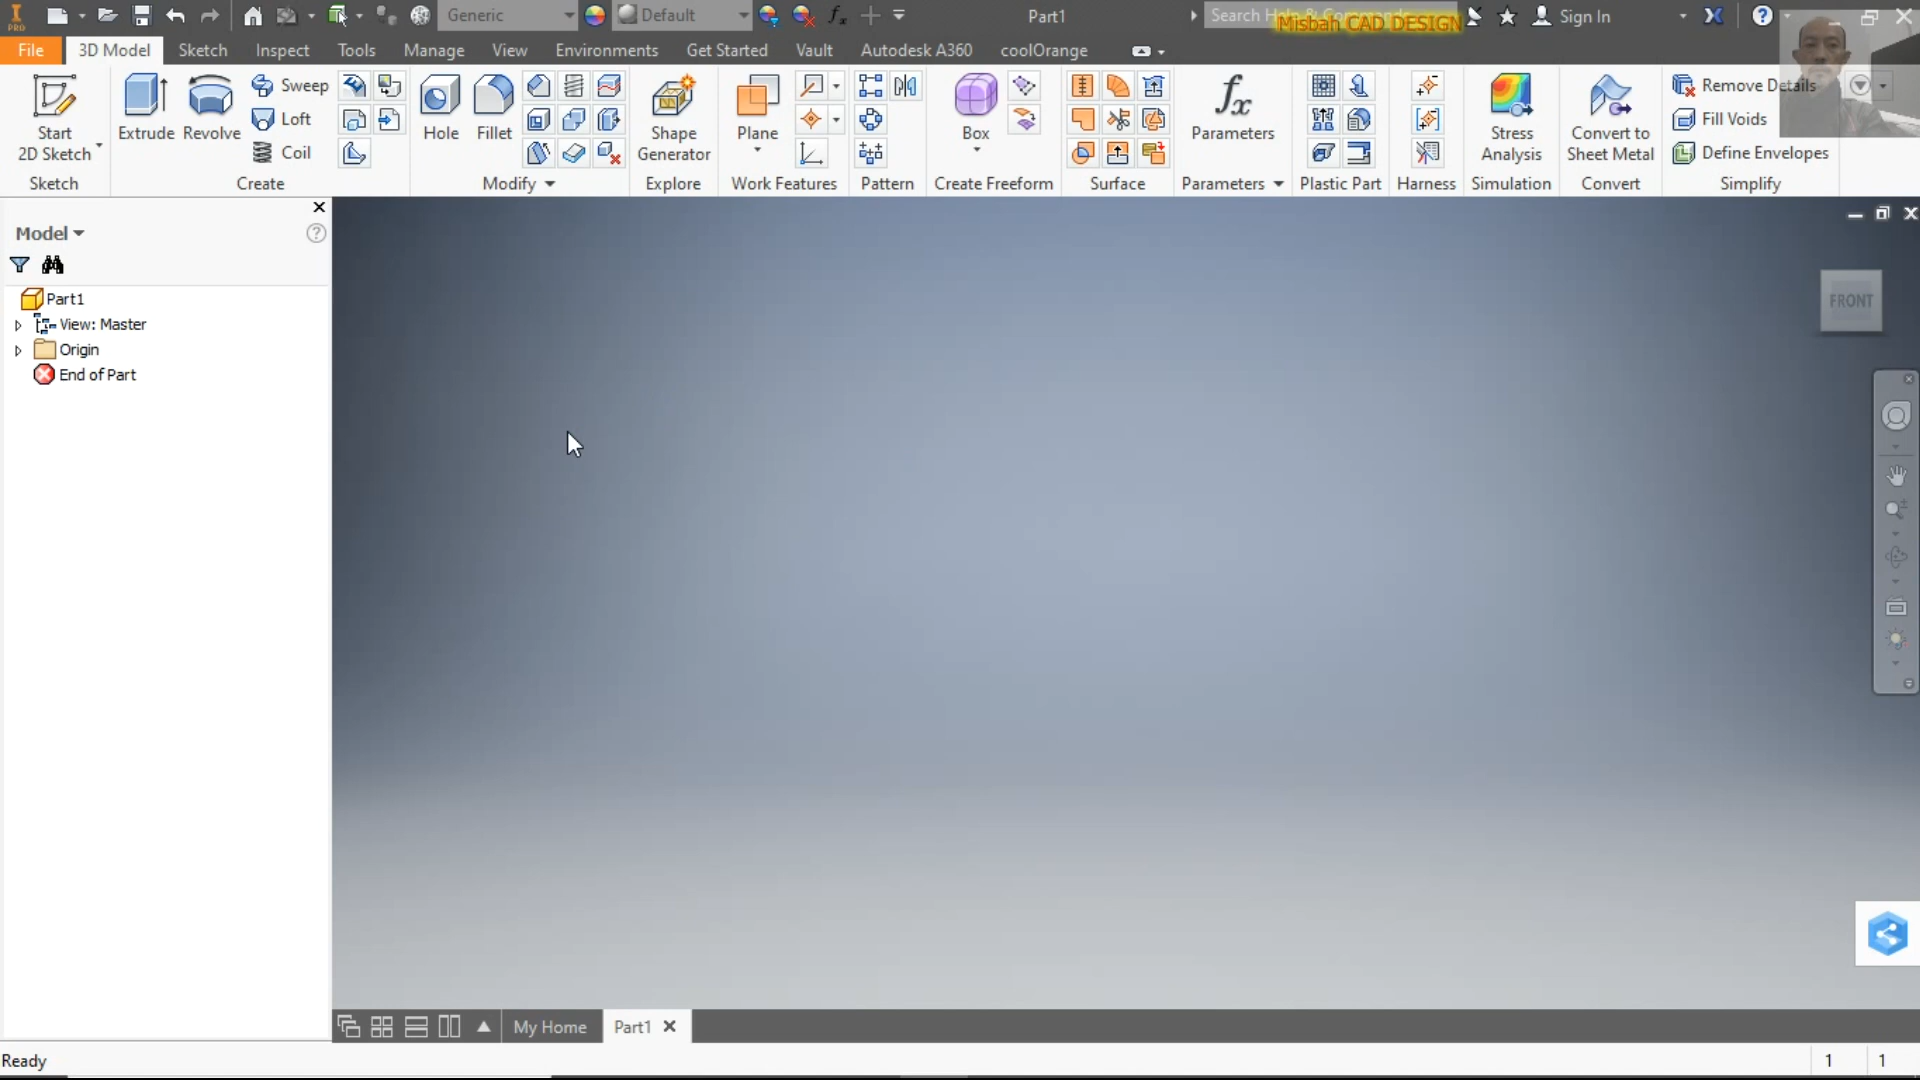 PRO
Generic
Default
Part1
Search Help & Commands...
Misbah CAD DESIGN
Sign In
File
3D Model
Sketch
Inspect
Tools
Manage
View
Environments
Get Started
Vault
Autodesk A360
coolOrange
Start
2D Sketch
Extrude
Revolve
Sweep
Loft
Coil
Hole
Fillet
Shape
Generator
Plane
Box
fx
Parameters
Stress
Analysis
Convert to
Sheet Metal
Remove Details
Fill Voids
Define Envelopes
Sketch
Create
Modify
Explore
Work Features
Pattern
Create Freeform
Surface
Parameters
Plastic Part
Harness
Simulation
Convert
Simplify
Model
Part1
View: Master
Origin
End of Part
FRONT
My Home
Part1
Ready
1
1